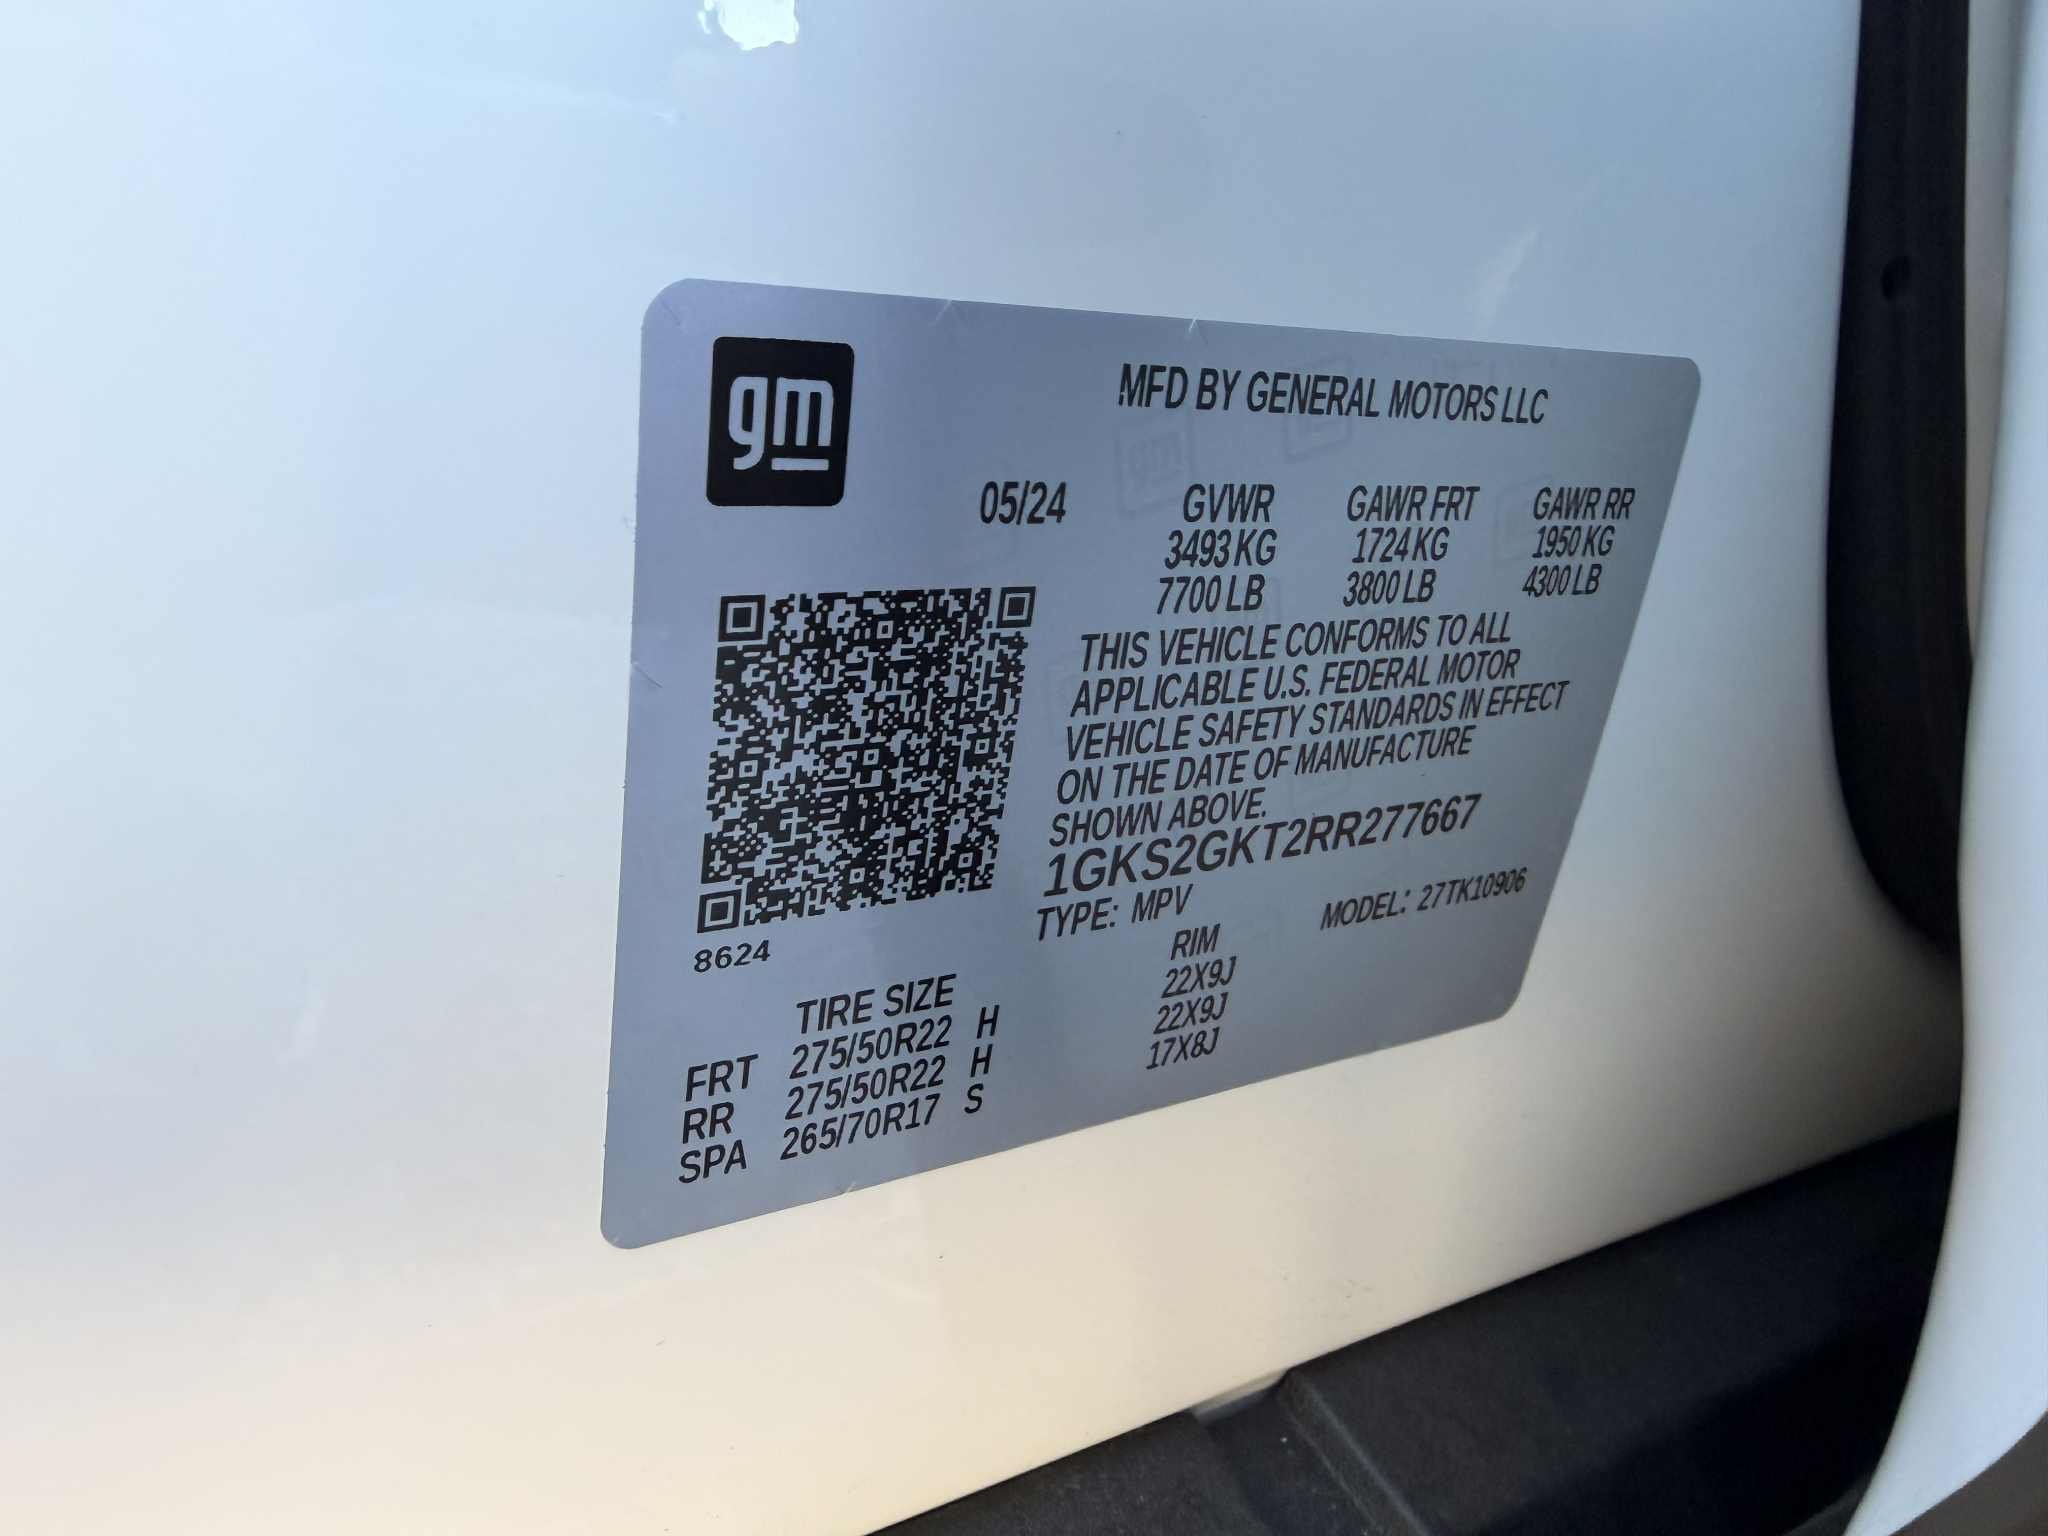 gm
MFD BY GENERAL MOTORS LLC
05/24 GVWR GAWR FRT GAWR RR
3493 KG 1724 KG 1950 KG
7700 LB 3800 LB 4300 LB
THIS VEHICLE CONFORMS TO ALL
APPLICABLE U.S. FEDERAL MOTOR
VEHICLE SAFETY STANDARDS IN EFFECT
ON THE DATE OF MANUFACTURE
SHOWN ABOVE.
1GKS2GKT2RR277667
TYPE: MPV MODEL: 27TK10906
8624
TIRE SIZE RIM
FRT 275/50R22 H 22X9J
RR 275/50R22 H 22X9J
SPA 265/70R17 S 17X8J